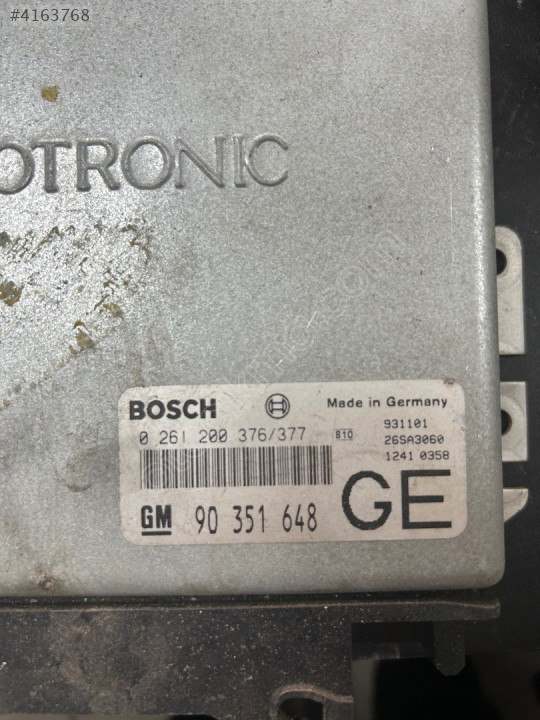 #4163768
OTRONIC
BOSCH
Made in Germany
0 261 200 376/377
B10
931101
26SA3060
1241 0358
GM 90 351 648
GE